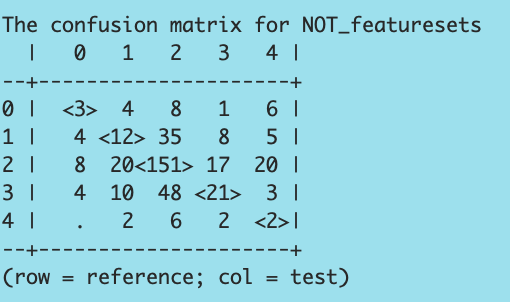 The confusion matrix for NOT_featuresets
  |   0   1   2   3   4 |
--+---------------------+
0 |  <3>  4   8   1   6 |
1 |   4 <12> 35   8   5 |
2 |   8  20<151> 17  20 |
3 |   4  10  48 <21>  3 |
4 |   .   2   6   2  <2>|
--+---------------------+
(row = reference; col = test)